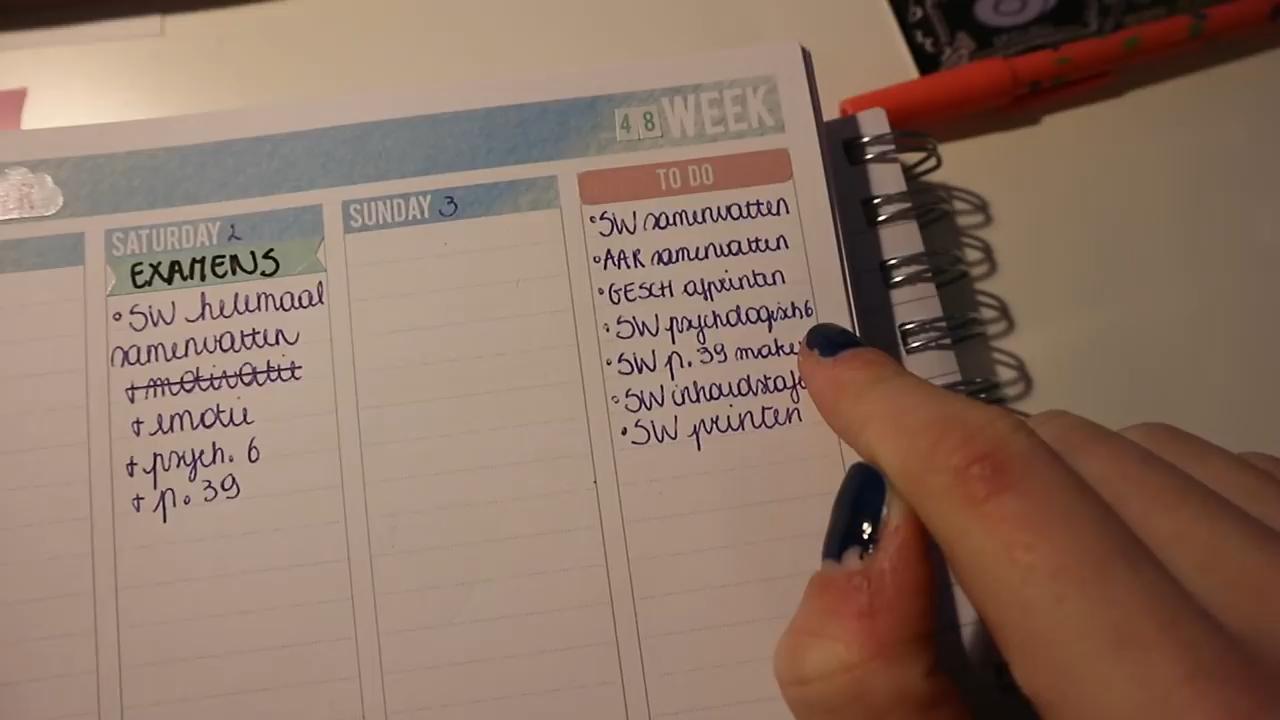 48 WEEK
SATURDAY 2
EXAMENS
• SW helemaal
samenvatten
+ motivatie
+ emotie
+ psych. 6
+ p. 39
SUNDAY 3
TO DO
• SW samenvatten
• AAR samenvatten
• GESCH afprinten
• SW psychologisch 6
• SW p. 39 make
• SW inhoudstaf
• SW printen